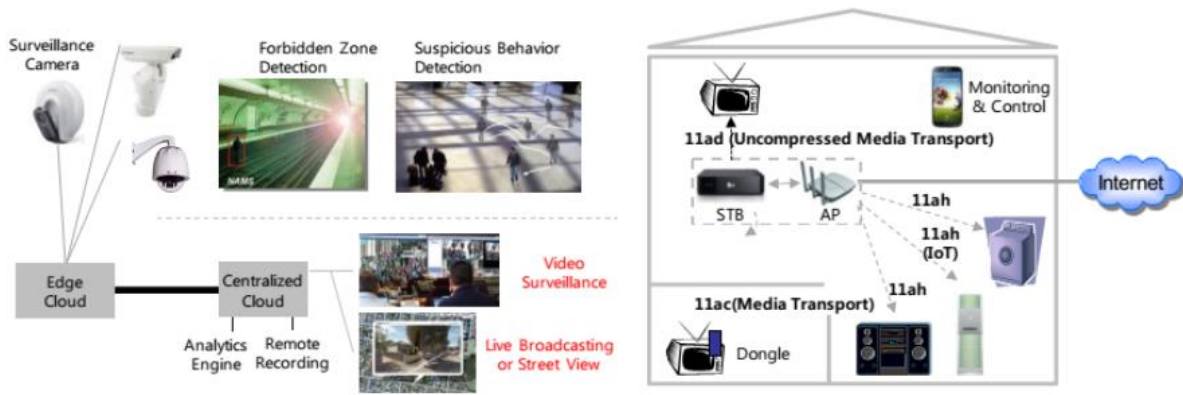 Surveillance
Camera
Forbidden Zone
Detection
Suspicious Behavior
Detection
NAMS
Edge
Cloud
Centralized
Cloud
Analytics
Engine
Remote
Recording
Video
Surveillance
Live Broadcasting
or Street View
Monitoring
& Control
11ad (Uncompressed Media Transport)
STB
AP
Internet
11ah
11ah
(IoT)
11ah
11ac(Media Transport)
Dongle